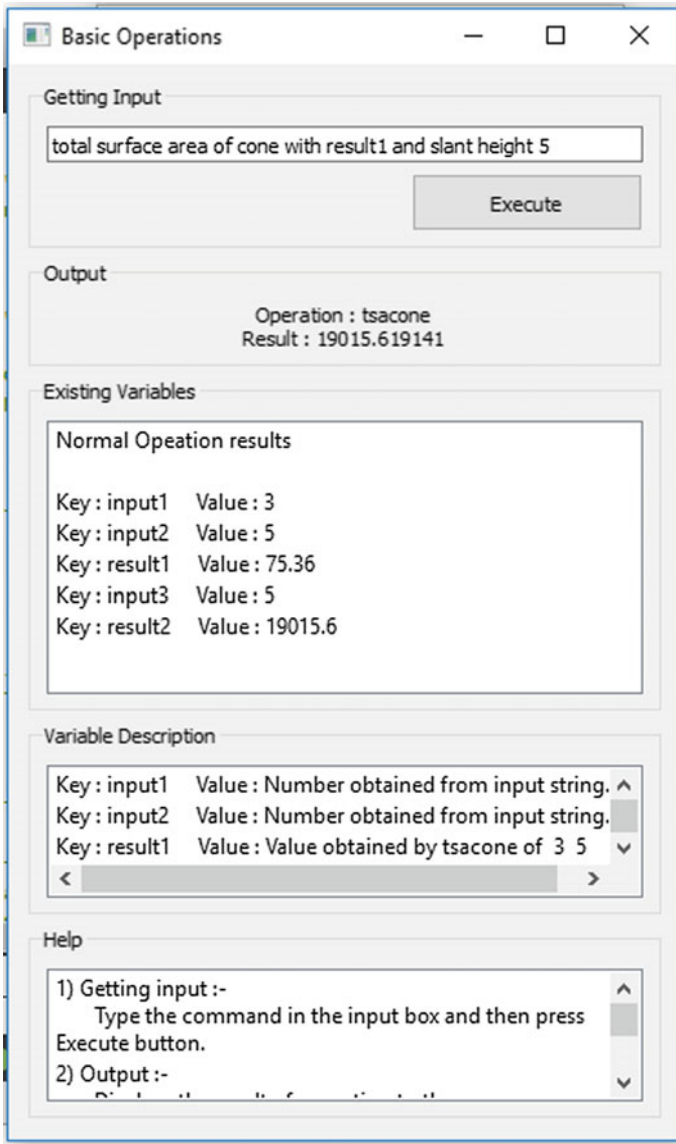 Basic Operations
Getting Input
total surface area of cone with result1 and slant height 5
Execute
Output
Operation : tsacone
Result : 19015.619141
Existing Variables
Normal Opeation results
Key : input1 Value : 3
Key : input2 Value : 5
Key : result1 Value : 75.36
Key : input3 Value : 5
Key : result2 Value : 19015.6
Variable Description
Key : input1 Value : Number obtained from input string.
Key : input2 Value : Number obtained from input string.
Key : result1 Value : Value obtained by tsacone of 3 5
Help
1) Getting input :-
Type the command in the input box and then press
Execute button.
2) Output :-